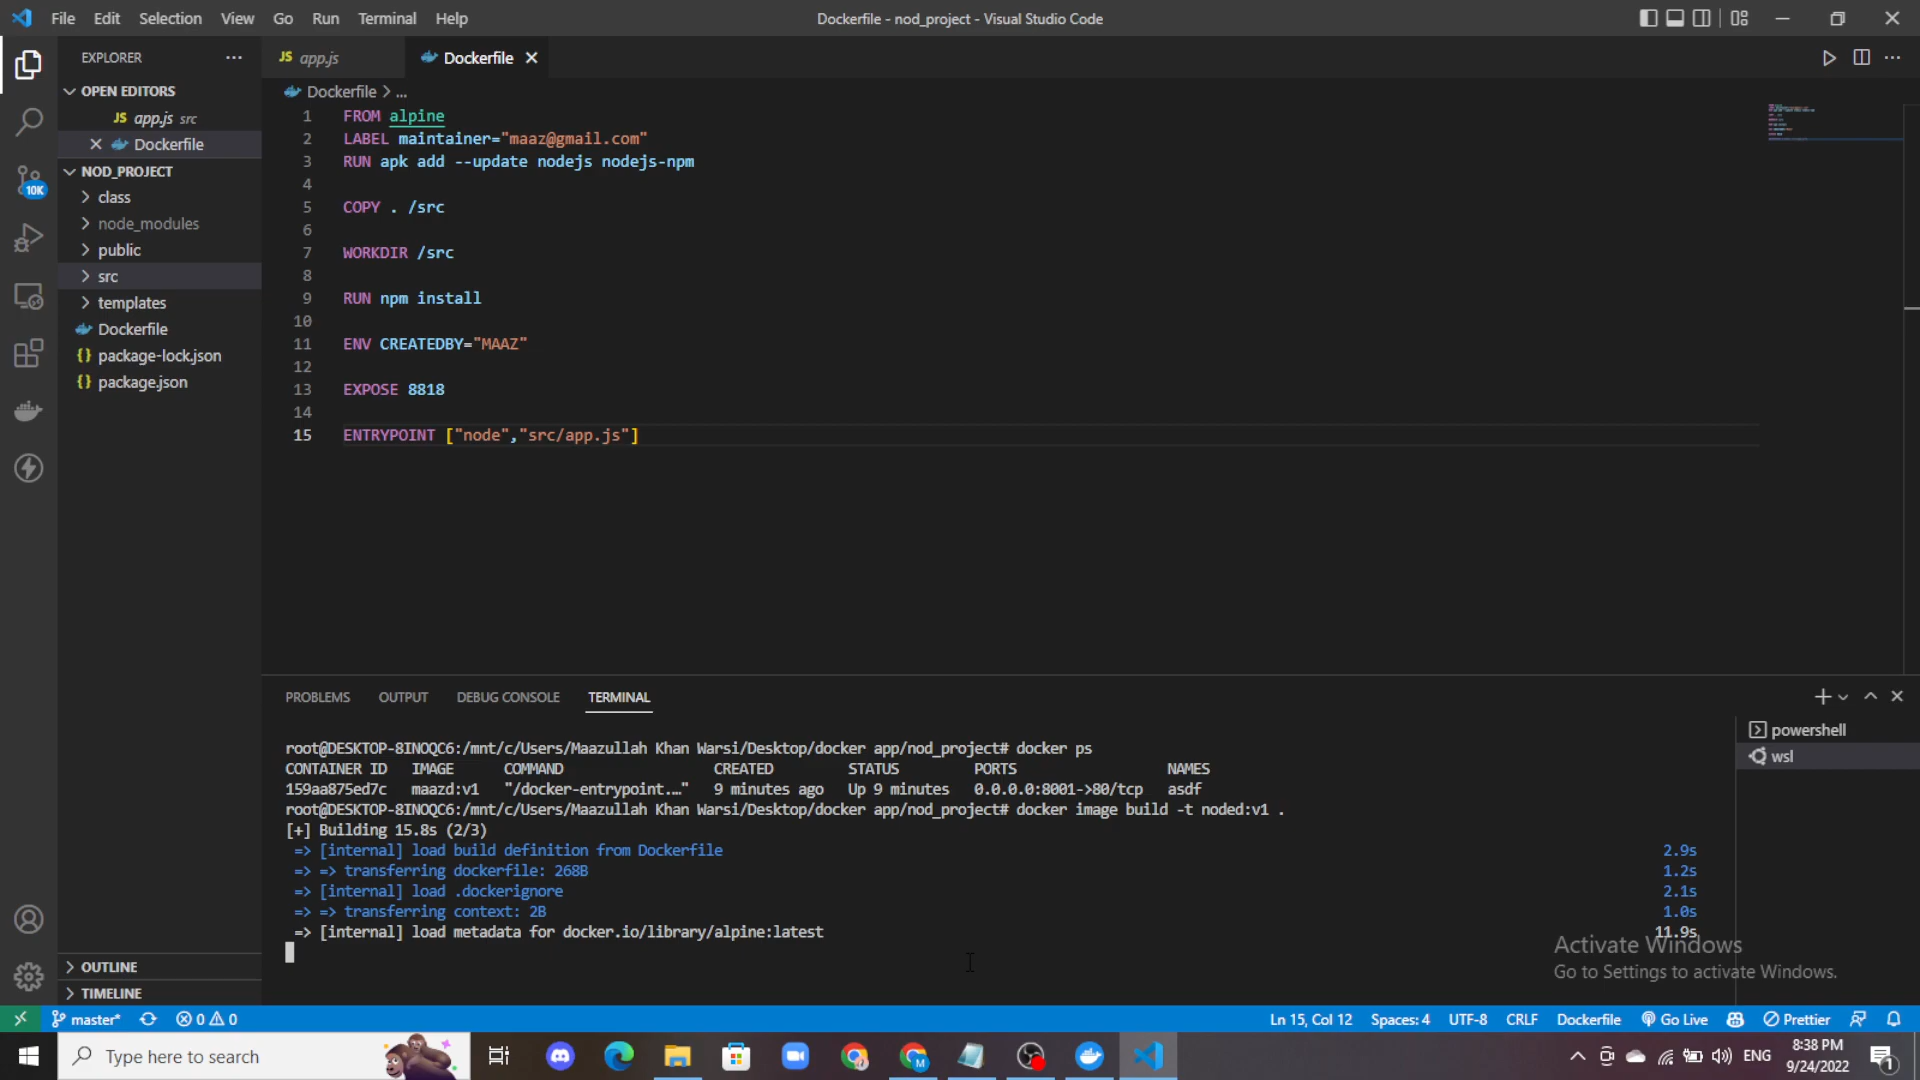 File Edit Selection View Go Run Terminal Help
Dockerfile - nod_project - Visual Studio Code
EXPLORER
OPEN EDITORS
JS app.js src
Dockerfile
NOD_PROJECT
class
node_modules
public
src
templates
Dockerfile
{} package-lock.json
{} package.json
OUTLINE
TIMELINE
10K
JS app.js
Dockerfile
Dockerfile > ...
1 FROM alpine
2 LABEL maintainer="maaz@gmail.com"
3 RUN apk add --update nodejs nodejs-npm
4
5 COPY . /src
6
7 WORKDIR /src
8
9 RUN npm install
10
11 ENV CREATEDBY="MAAZ"
12
13 EXPOSE 8818
14
15 ENTRYPOINT ["node","src/app.js"]
PROBLEMS OUTPUT DEBUG CONSOLE TERMINAL
root@DESKTOP-8INOQC6:/mnt/c/Users/Maazullah Khan Warsi/Desktop/docker app/nod_project# docker ps
CONTAINER ID IMAGE COMMAND CREATED STATUS PORTS NAMES
159aa875ed7c maazd:v1 "/docker-entrypoint.…" 9 minutes ago Up 9 minutes 0.0.0.0:8001->80/tcp asdf
root@DESKTOP-8INOQC6:/mnt/c/Users/Maazullah Khan Warsi/Desktop/docker app/nod_project# docker image build -t noded:v1 .
[+] Building 15.8s (2/3)
=> [internal] load build definition from Dockerfile 2.9s
=> => transferring dockerfile: 268B 1.2s
=> [internal] load .dockerignore 2.1s
=> => transferring context: 2B 1.0s
=> [internal] load metadata for docker.io/library/alpine:latest 11.9s
powershell
wsl
Activate Windows
Go to Settings to activate Windows.
master* 0 0
Ln 15, Col 12 Spaces: 4 UTF-8 CRLF Dockerfile Go Live Prettier
Type here to search
M
ENG
8:38 PM
9/24/2022
1